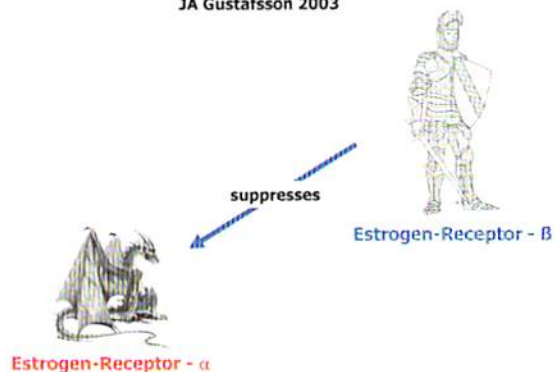 JA Gustafsson 2003
suppresses
Estrogen-Receptor - ß
Estrogen-Receptor - α